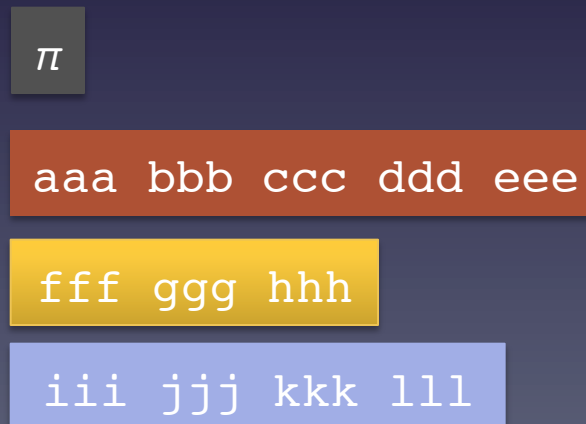 π
aaa bbb ccc ddd eee
fff ggg hhh
iii jjj kkk lll